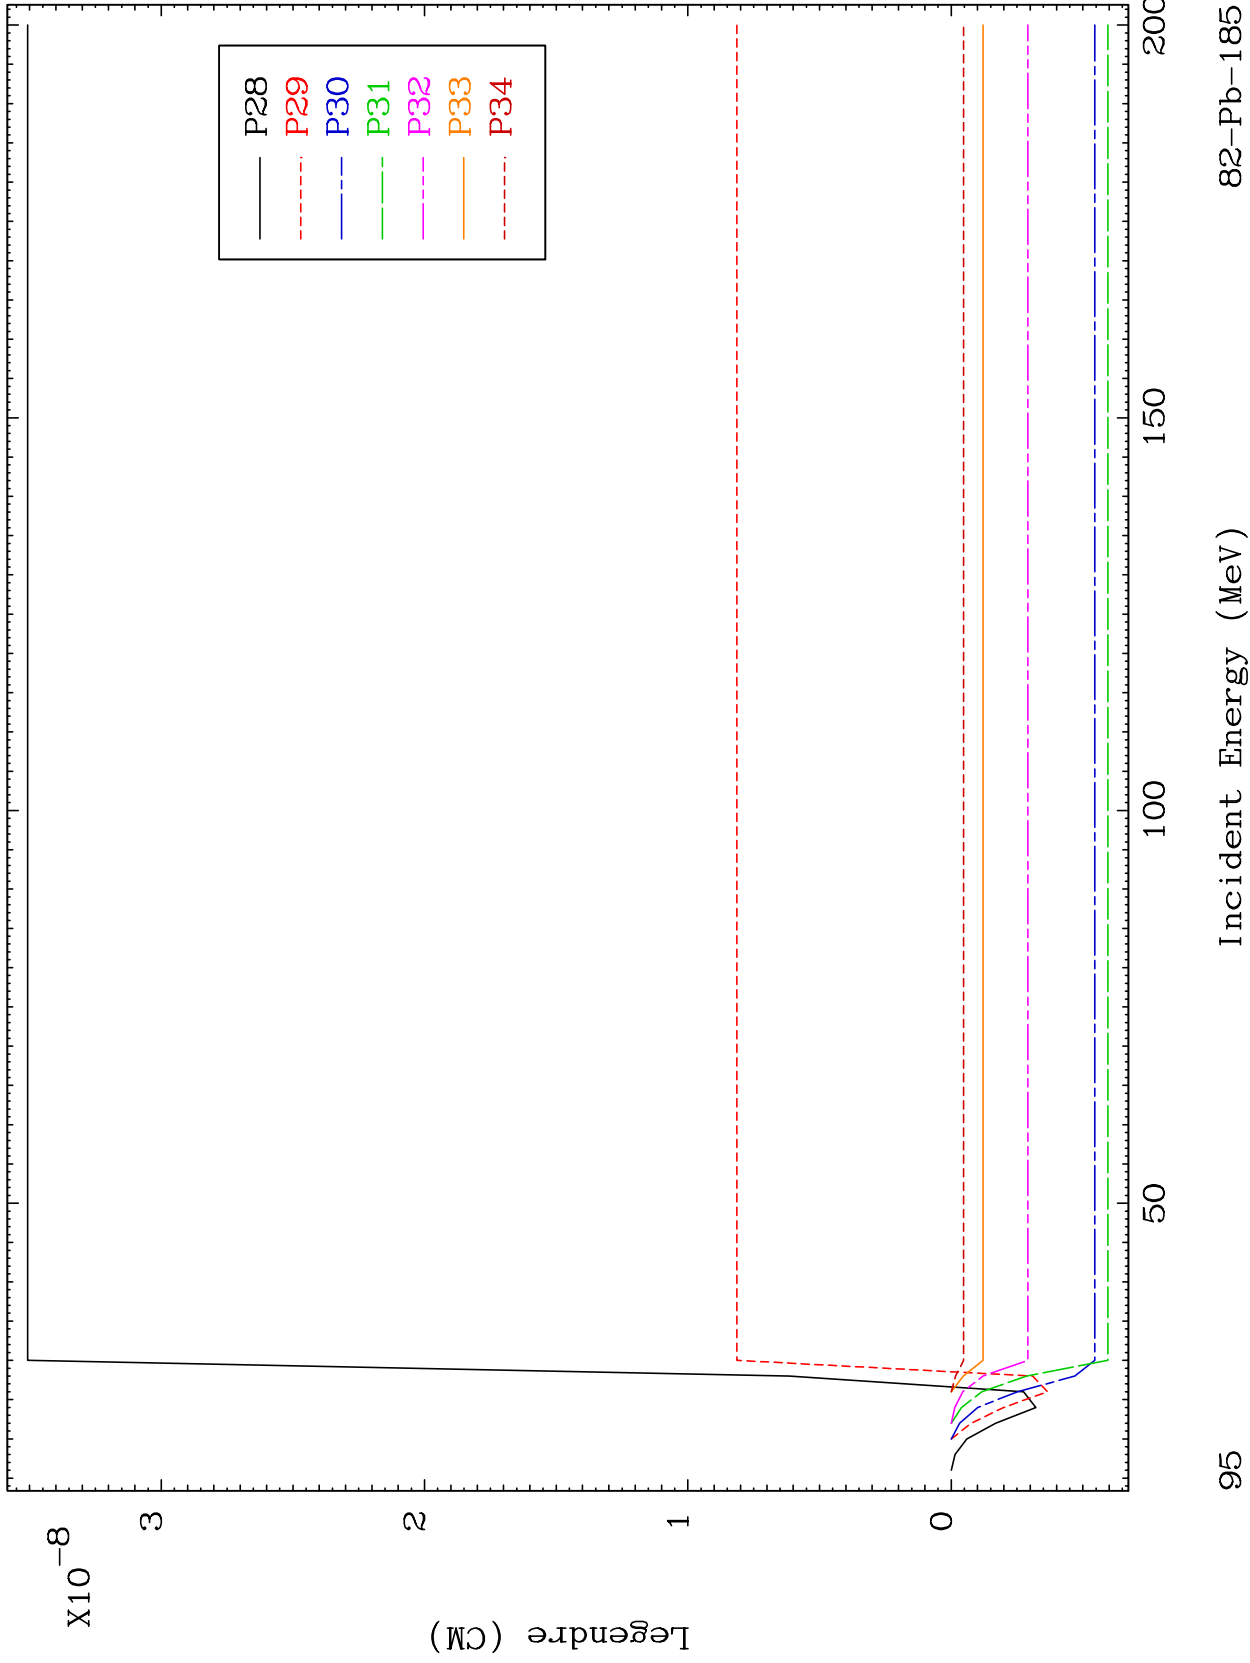 X10-8
3
2
1
0
Legendre (CM)
P28
P29
P30
P31
P32
P33
P34
50
100
150
200
Incident Energy (MeV)
95
82-Pb-185